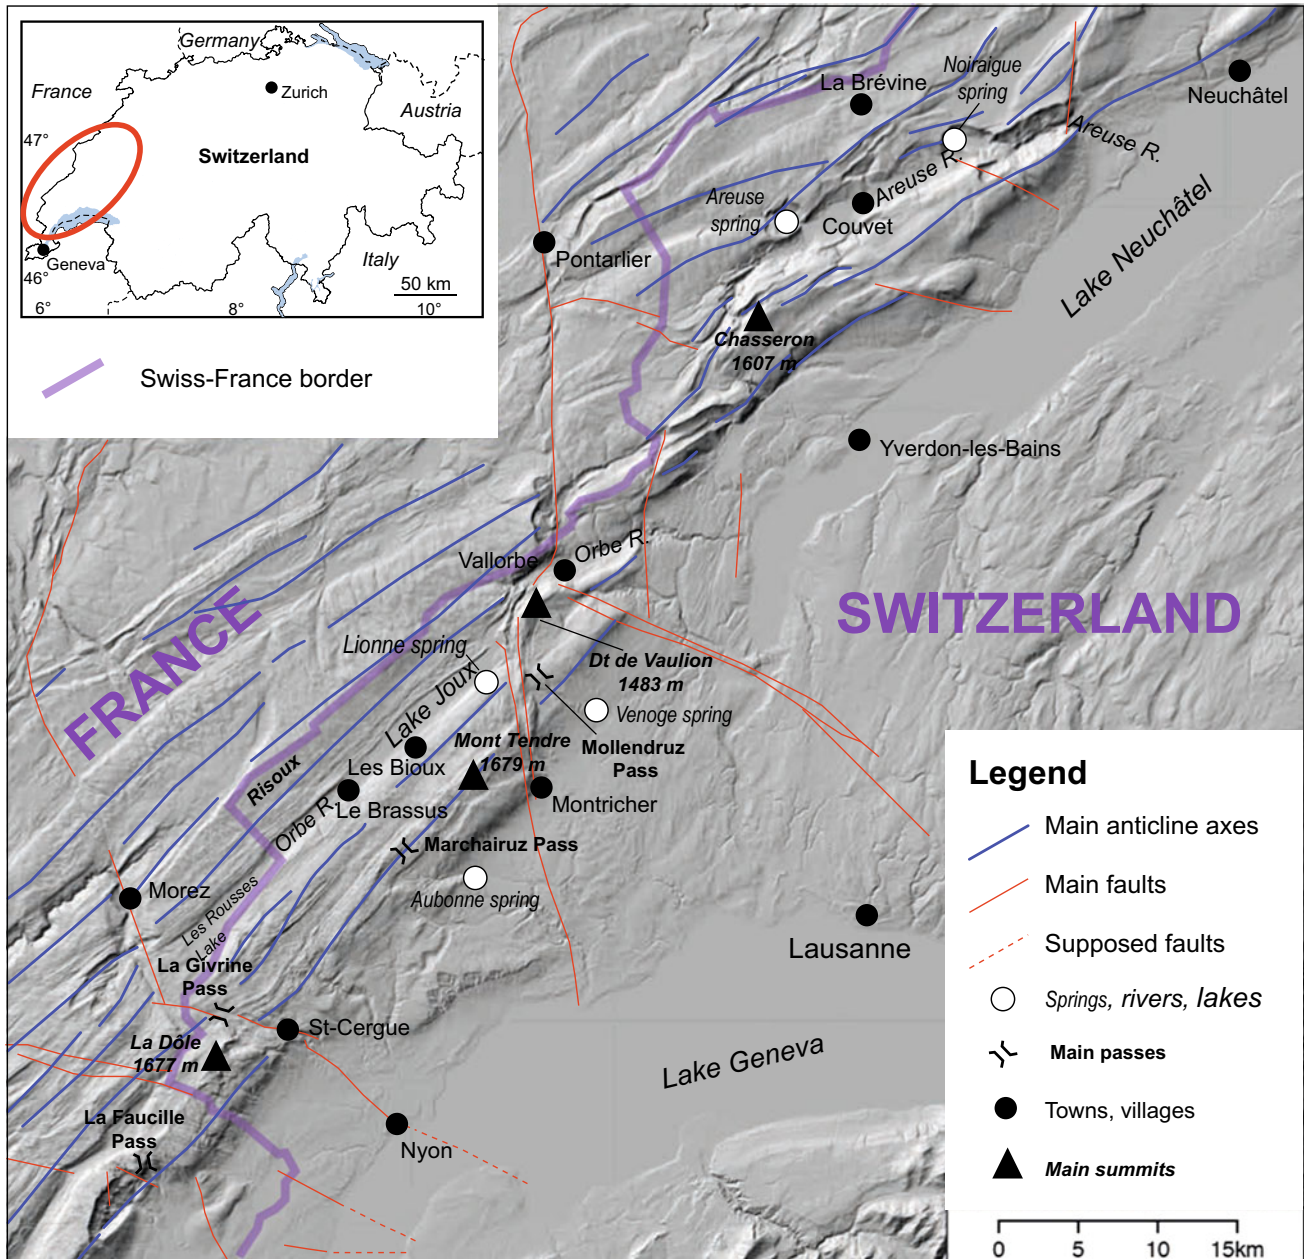 Germany
France
Zurich
Austria
47°
Switzerland
Geneva
Italy
46°
50 km
6°
8°
10°
Swiss-France border
Noiraigue
spring
La Brévine
Neuchâtel
Areuse R.
Areuse R.
Areuse
spring
Couvet
Pontarlier
Lake Neuchâtel
Chasseron
1607 m
Yverdon-les-Bains
Vallorbe
Orbe R.
FRANCE
SWITZERLAND
Lionne spring
Dt de Vaulion
1483 m
Lake Joux
Venoge spring
Mont Tendre
1679 m
Mollendruz
Pass
Risoux
Les Bioux
Le Brassus
Montricher
Orbe R.
Marchairuz Pass
Morez
Aubonne spring
Les Rousses
Lake
Lausanne
La Givrine
Pass
St-Cergue
La Dôle
1677 m
Lake Geneva
La Faucille
Pass
Nyon
Legend
Main anticline axes
Main faults
Supposed faults
Springs, rivers, lakes
Main passes
Towns, villages
Main summits
0 5 10 15km